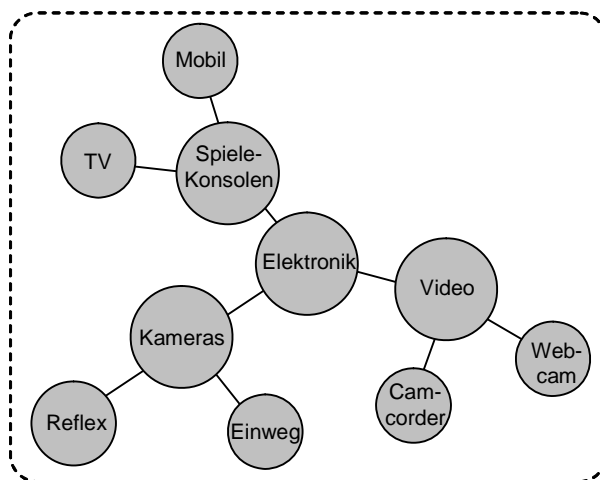 Mobil
TV
Spiele-
Konsolen
Elektronik
Video
Kameras
Web-
cam
Cam-
corder
Reflex
Einweg